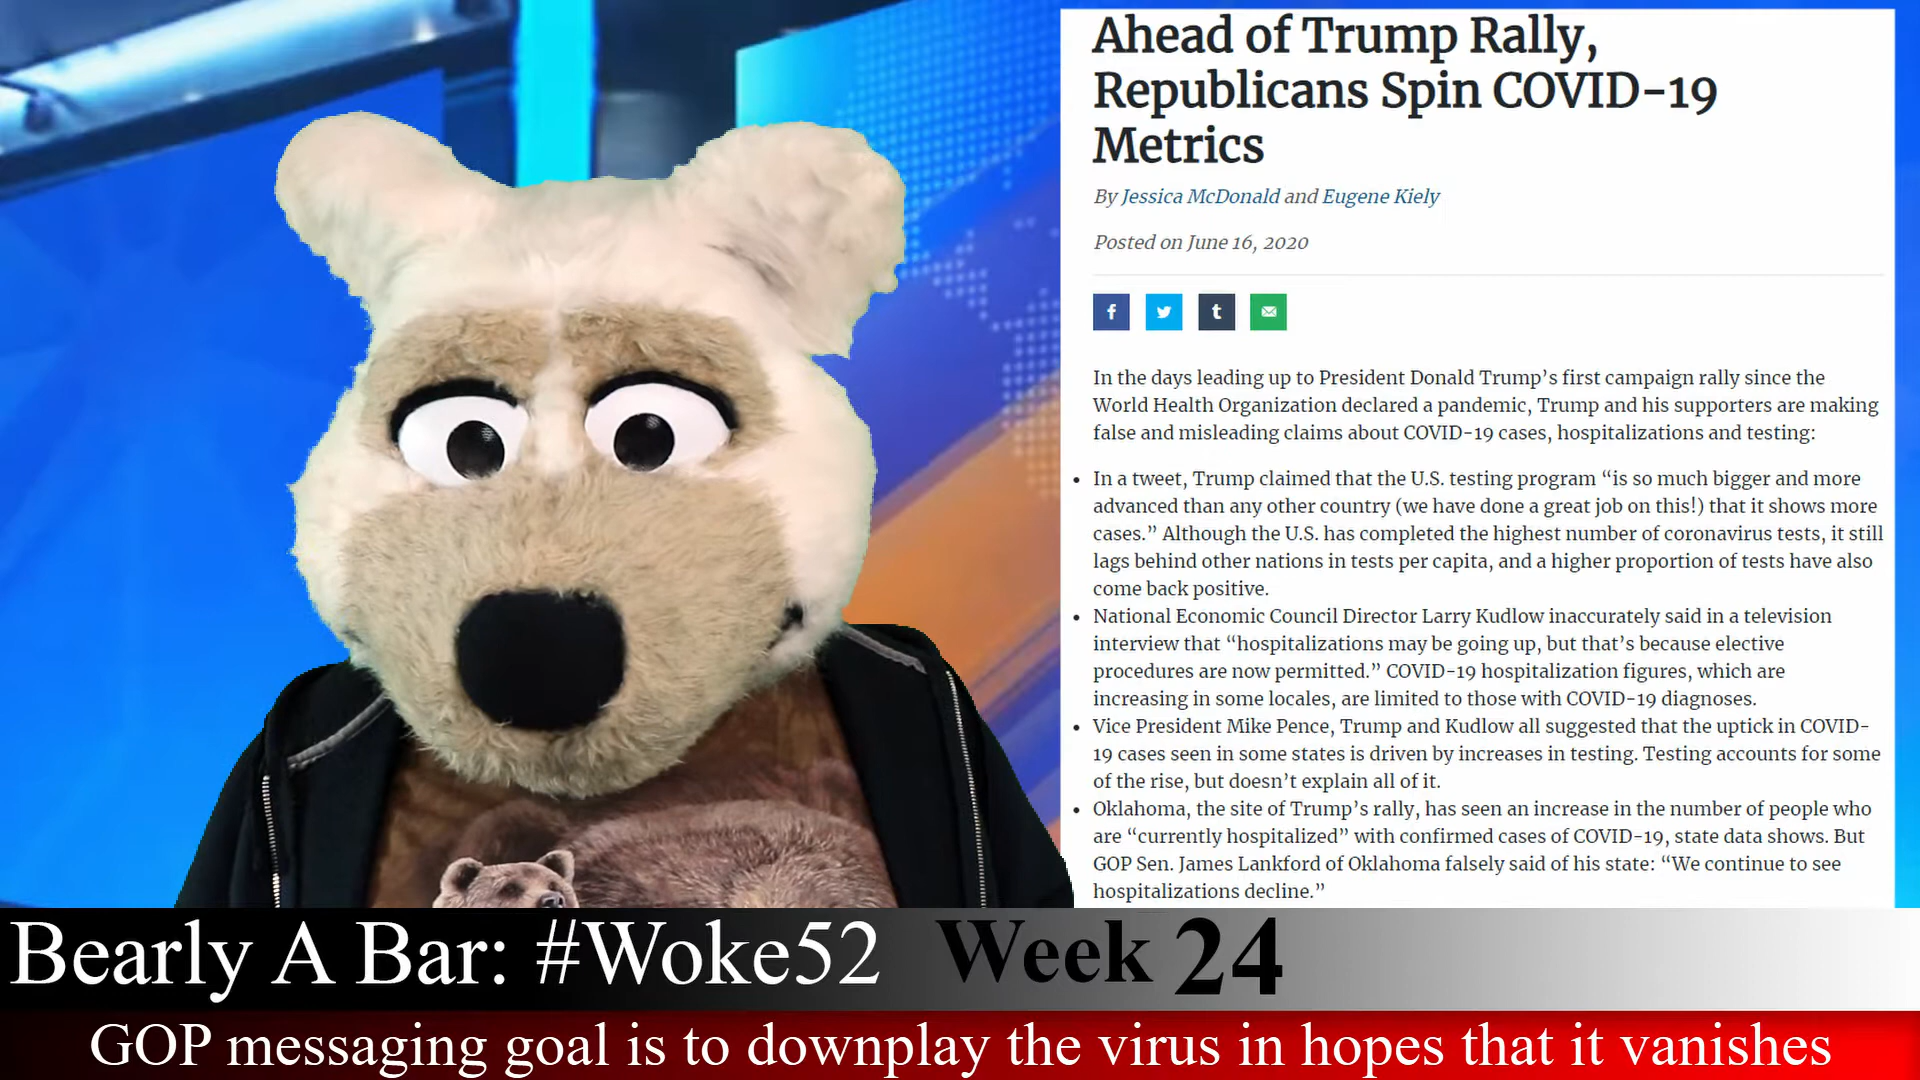 Ahead of Trump Rally,
Republicans Spin COVID-19
Metrics
By Jessica McDonald and Eugene Kiely
Posted on June 16, 2020
f
t
In the days leading up to President Donald Trump’s first campaign rally since the
World Health Organization declared a pandemic, Trump and his supporters are making
false and misleading claims about COVID-19 cases, hospitalizations and testing:
• In a tweet, Trump claimed that the U.S. testing program “is so much bigger and more
advanced than any other country (we have done a great job on this!) that it shows more
cases.” Although the U.S. has completed the highest number of coronavirus tests, it still
lags behind other nations in tests per capita, and a higher proportion of tests have also
come back positive.
• National Economic Council Director Larry Kudlow inaccurately said in a television
interview that “hospitalizations may be going up, but that’s because elective
procedures are now permitted.” COVID-19 hospitalization figures, which are
increasing in some locales, are limited to those with COVID-19 diagnoses.
• Vice President Mike Pence, Trump and Kudlow all suggested that the uptick in COVID-
19 cases seen in some states is driven by increases in testing. Testing accounts for some
of the rise, but doesn’t explain all of it.
• Oklahoma, the site of Trump’s rally, has seen an increase in the number of people who
are “currently hospitalized” with confirmed cases of COVID-19, state data shows. But
GOP Sen. James Lankford of Oklahoma falsely said of his state: “We continue to see
hospitalizations decline.”
Bearly A Bar: #Woke52 Week 24
GOP messaging goal is to downplay the virus in hopes that it vanishes